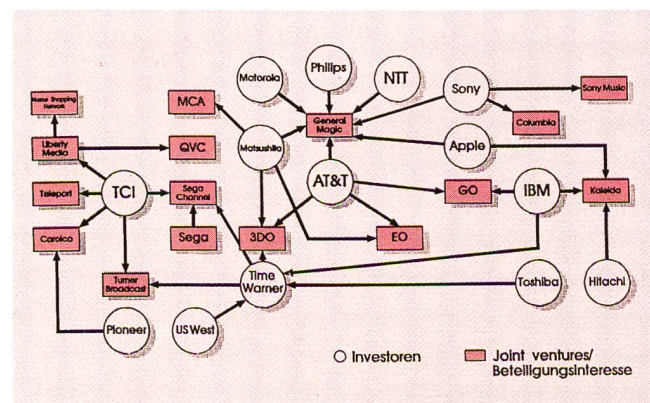 Motorola
Philips
NTT
Sony
Sony Music
Home Shopping
Network
MCA
General
Magic
Columbia
Liberty
Media
QVC
Matsushita
Apple
Teleport
TCI
Sega
Channel
AT&T
GO
IBM
Kaleida
Carolco
Sega
3DO
EO
Turner
Broadcast
Time
Warner
Toshiba
Hitachi
Pioneer
US West
Investoren
Joint ventures/
Beteiligungsinteresse